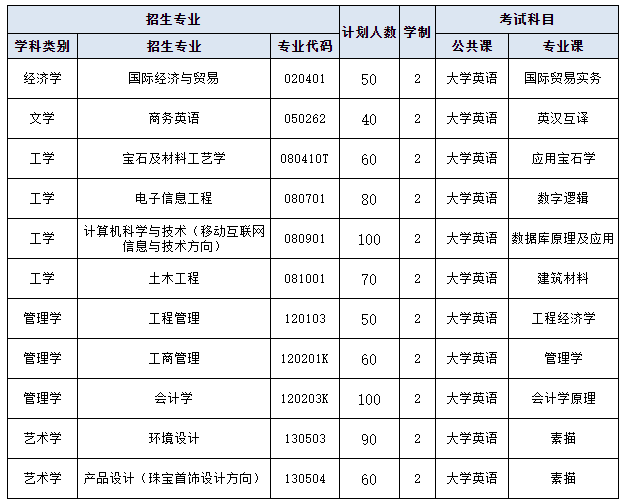 招生专业 计划人数 学制 考试科目
学科类别 招生专业 专业代码 公共课 专业课
经济学 国际经济与贸易 020401 50 2 大学英语 国际贸易实务
文学 商务英语 050262 40 2 大学英语 英汉互译
工学 宝石及材料工艺学 080410T 60 2 大学英语 应用宝石学
工学 电子信息工程 080701 80 2 大学英语 数字逻辑
工学 计算机科学与技术（移动互联网
信息与技术方向） 080901 100 2 大学英语 数据库原理及应用
工学 土木工程 081001 70 2 大学英语 建筑材料
管理学 工程管理 120103 50 2 大学英语 工程经济学
管理学 工商管理 120201K 60 2 大学英语 管理学
管理学 会计学 120203K 100 2 大学英语 会计学原理
艺术学 环境设计 130503 90 2 大学英语 素描
艺术学 产品设计（珠宝首饰设计方向） 130504 60 2 大学英语 素描